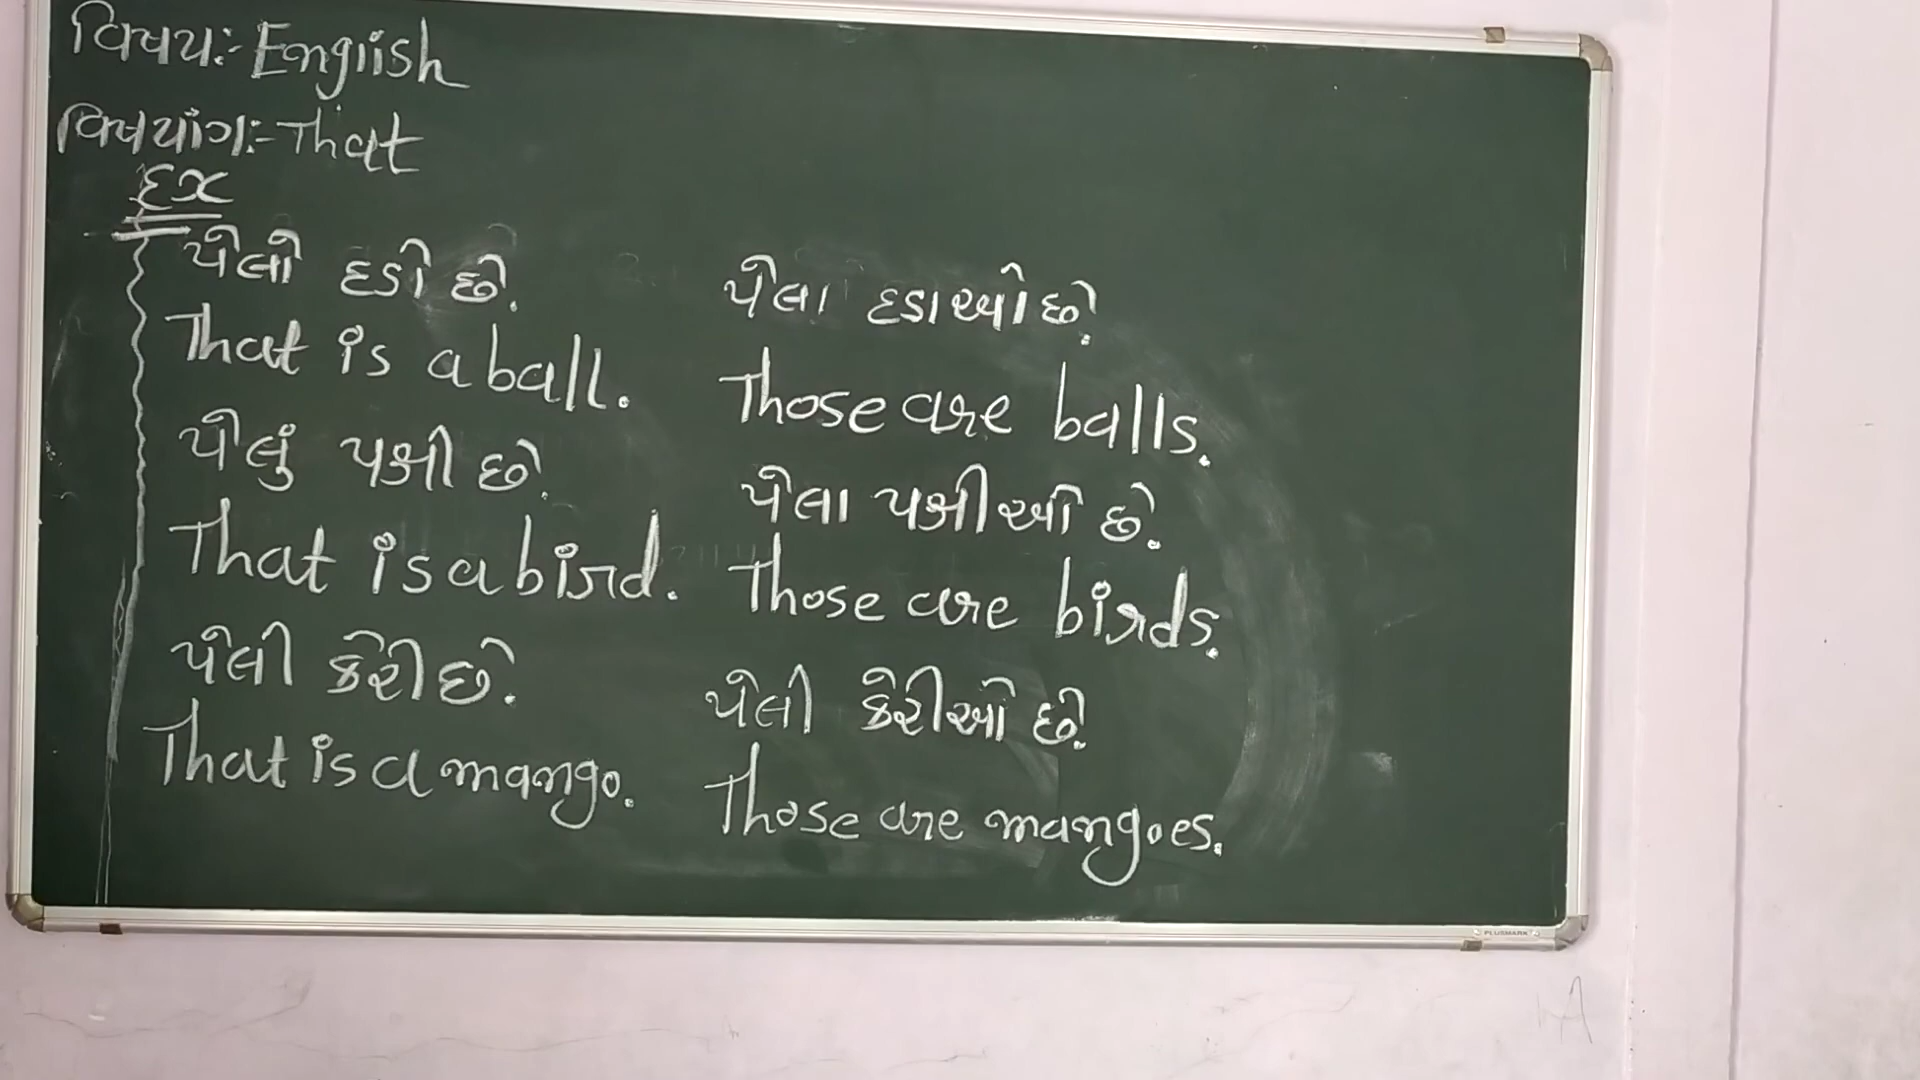 વિષય:- English
વિષયાંગ:- That
Ex
પેલો દડો છે.
That is a ball.
પેલું પક્ષી છે.
That is a bird.
પેલી કેરી છે.
That is a mango.
પેલા દડાઓ છે.
Those are balls.
પેલા પક્ષીઓ છે.
Those are birds.
પેલી કેરીઓ છે.
Those are mangoes.
PLUSMARK